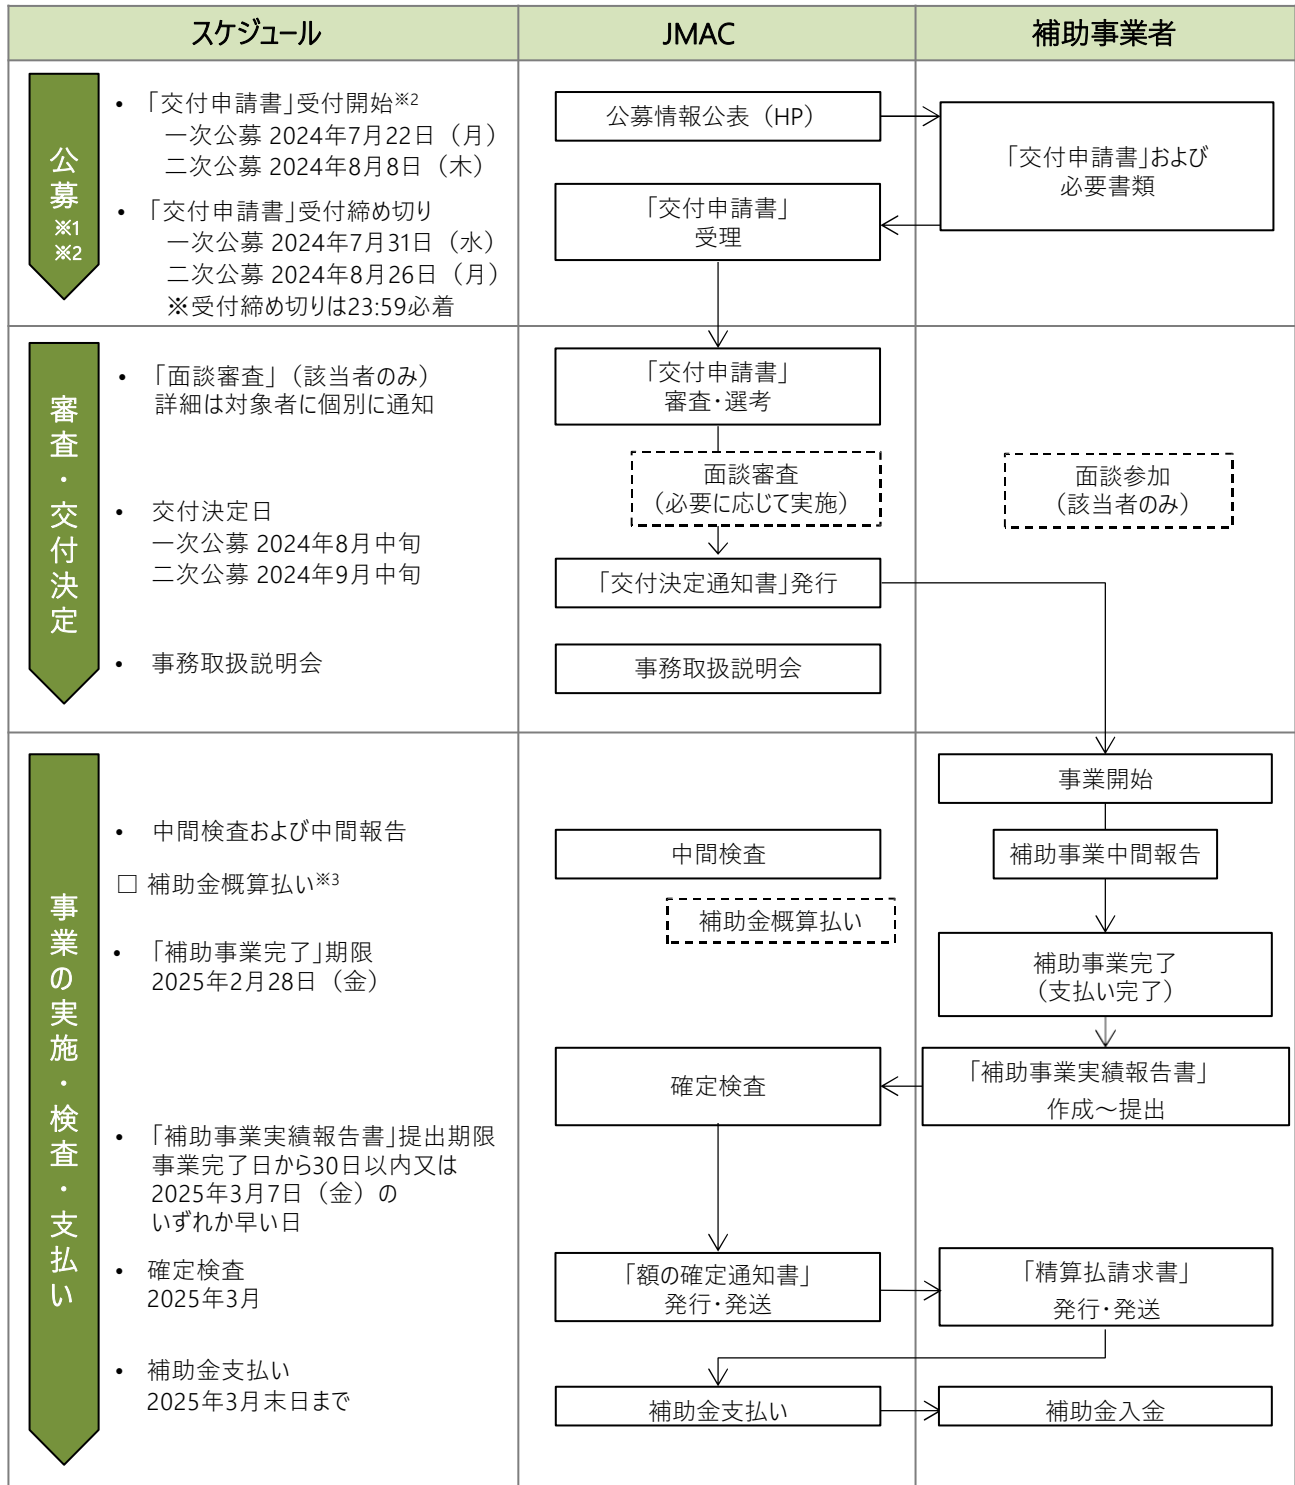 スケジュール
JMAC
補助事業者
公募
※1
※2
• 「交付申請書」受付開始※2
一次公募 2024年7月22日（月）
二次公募 2024年8月8日（木）
• 「交付申請書」受付締め切り
一次公募 2024年7月31日（水）
二次公募 2024年8月26日（月）
※受付締め切りは23:59必着
公募情報公表（HP）
「交付申請書」および
必要書類
「交付申請書」
受理
審査・交付決定
• 「面談審査」（該当者のみ）
詳細は対象者に個別に通知
• 交付決定日
一次公募 2024年8月中旬
二次公募 2024年9月中旬
• 事務取扱説明会
「交付申請書」
審査・選考
面談審査
（必要に応じて実施）
面談参加
（該当者のみ）
「交付決定通知書」発行
事務取扱説明会
事業の実施・検査・支払い
• 中間検査および中間報告
□ 補助金概算払い※3
• 「補助事業完了」期限
2025年2月28日（金）
• 「補助事業実績報告書」提出期限
事業完了日から30日以内又は
2025年3月7日（金）の
いずれか早い日
• 確定検査
2025年3月
• 補助金支払い
2025年3月末日まで
事業開始
中間検査
補助事業中間報告
補助金概算払い
補助事業完了
（支払い完了）
確定検査
「補助事業実績報告書」
作成～提出
「額の確定通知書」
発行・発送
「精算払請求書」
発行・発送
補助金支払い
補助金入金